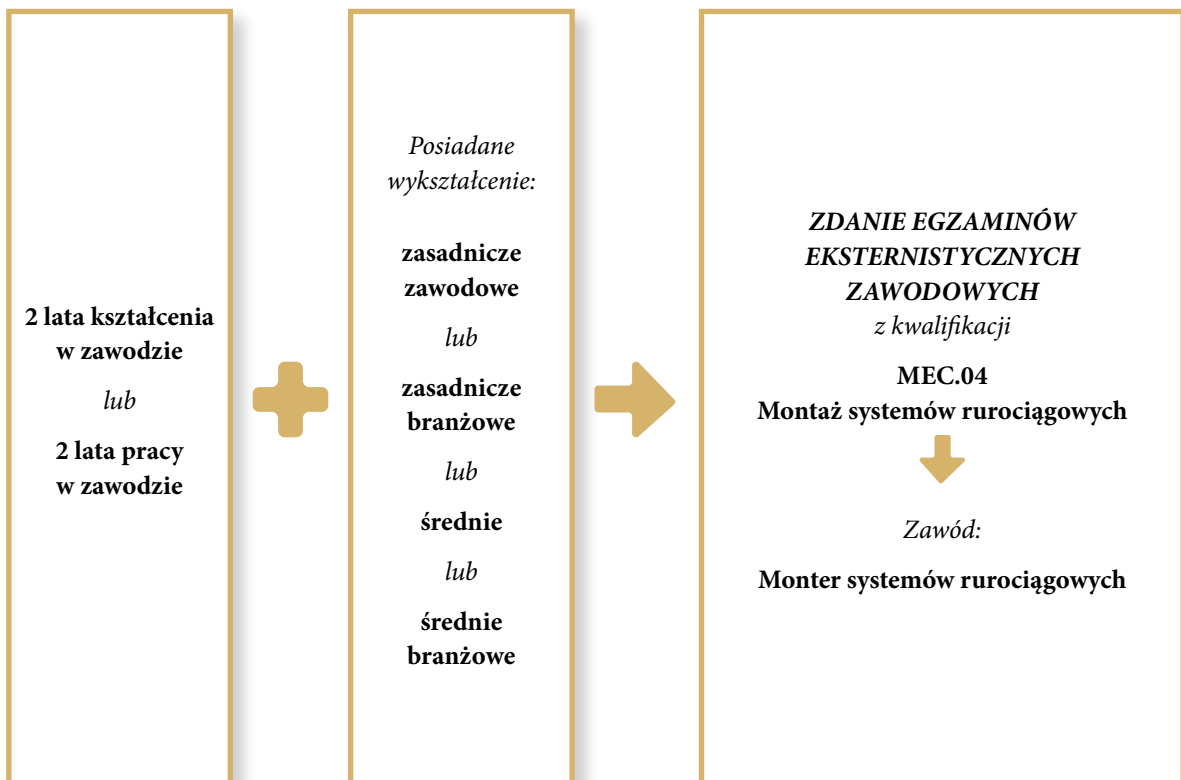 2 lata kształcenia
w zawodzie
lub
2 lata pracy
w zawodzie
Posiadane
wykształcenie:
zasadnicze
zawodowe
lub
zasadnicze
branżowe
lub
średnie
lub
średnie
branżowe
ZDANIE EGZAMINÓW
EKSTERNISTYCZNYCH
ZAWODOWYCH
z kwalifikacji
MEC.04
Montaż systemów rurociągowych
Zawód:
Monter systemów rurociągowych